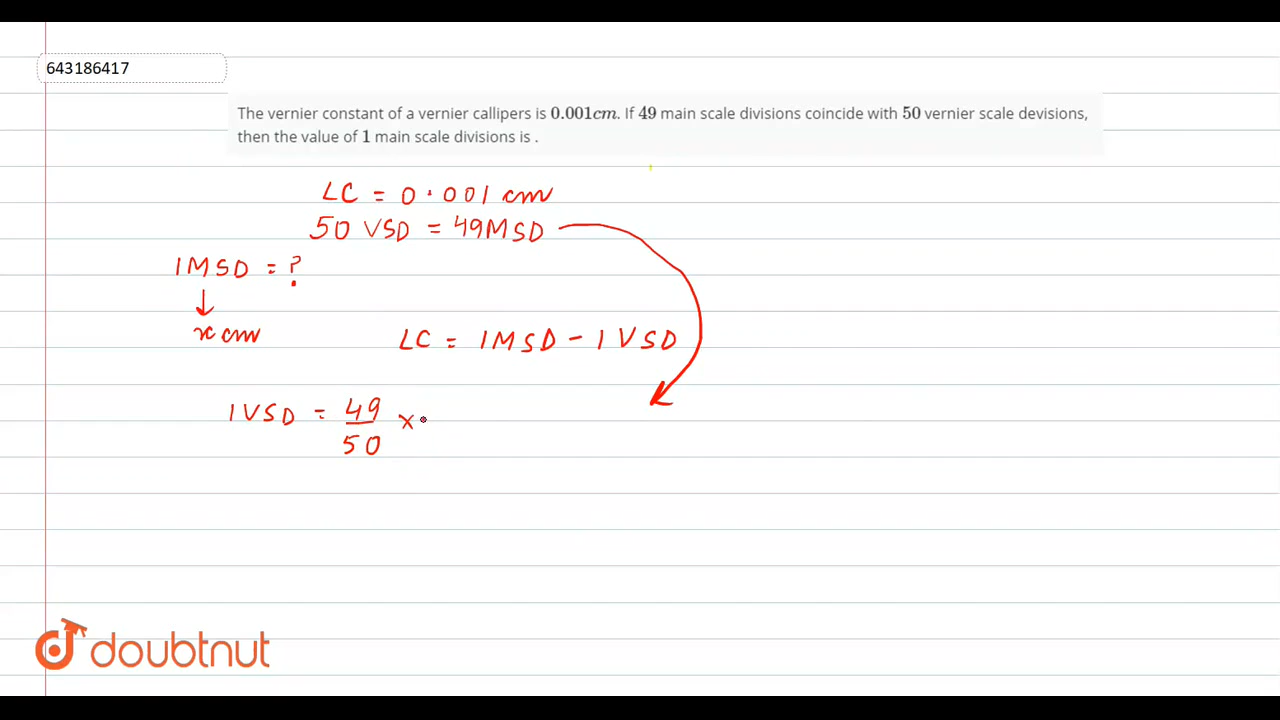 643186417
The vernier constant of a vernier callipers is 0.001cm. If 49 main scale divisions coincide with 50 vernier scale devisions,
then the value of 1 main scale divisions is .
LC = 0.001 cm
50 VSD = 49MSD
1MSD = ?
x cm
LC = 1MSD - 1VSD
1VSD = 49/50 x
doubtnut